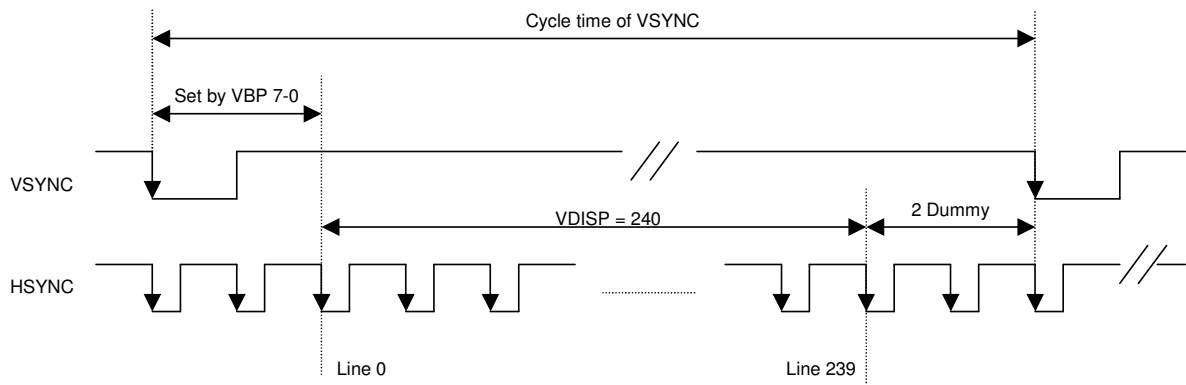 Cycle time of VSYNC
Set by VBP 7-0
VSYNC
VDISP = 240
2 Dummy
HSYNC
Line 0
Line 239